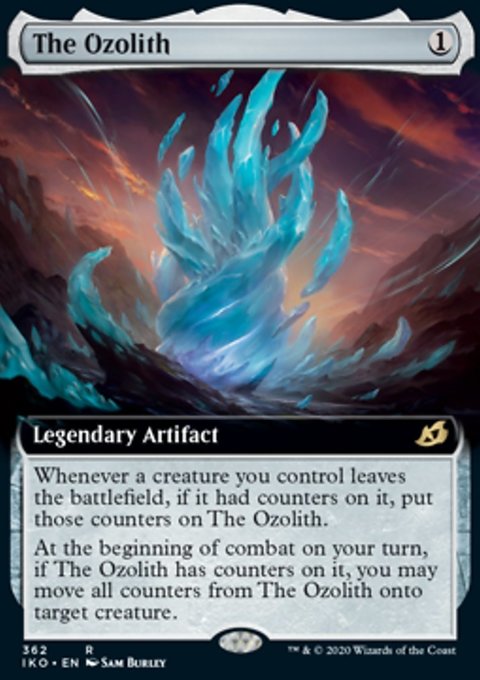 The Ozolith 1
Legendary Artifact
Whenever a creature you control leaves
the battlefield, if it had counters on it, put
those counters on The Ozolith.
At the beginning of combat on your turn,
if The Ozolith has counters on it, you may
move all counters from The Ozolith onto
target creature.
362 R
IKO • EN Sam Burley
™ & © 2020 Wizards of the Coast